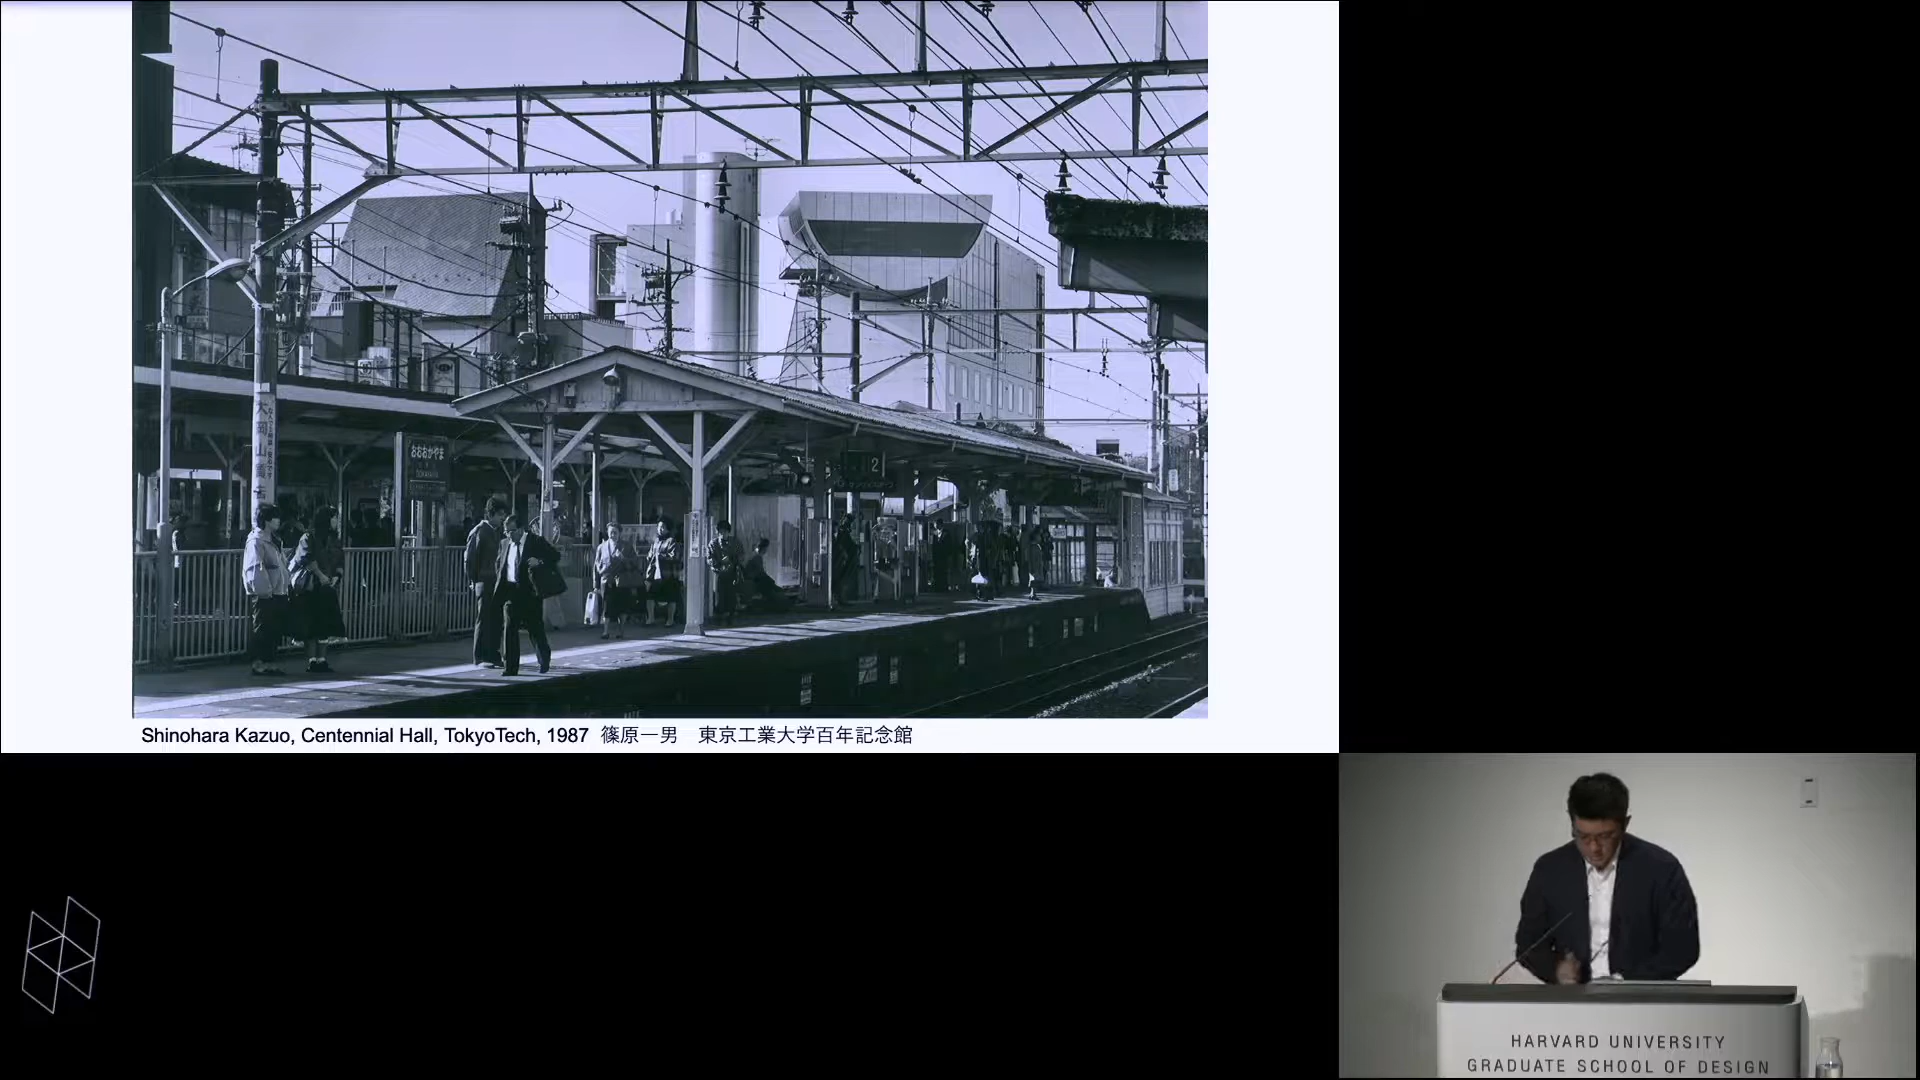 おおおかやま
2
Shinohara Kazuo, Centennial Hall, TokyoTech, 1987 篠原一男 東京工業大学百年記念館
HARVARD UNIVERSITY
GRADUATE SCHOOL OF DESIGN